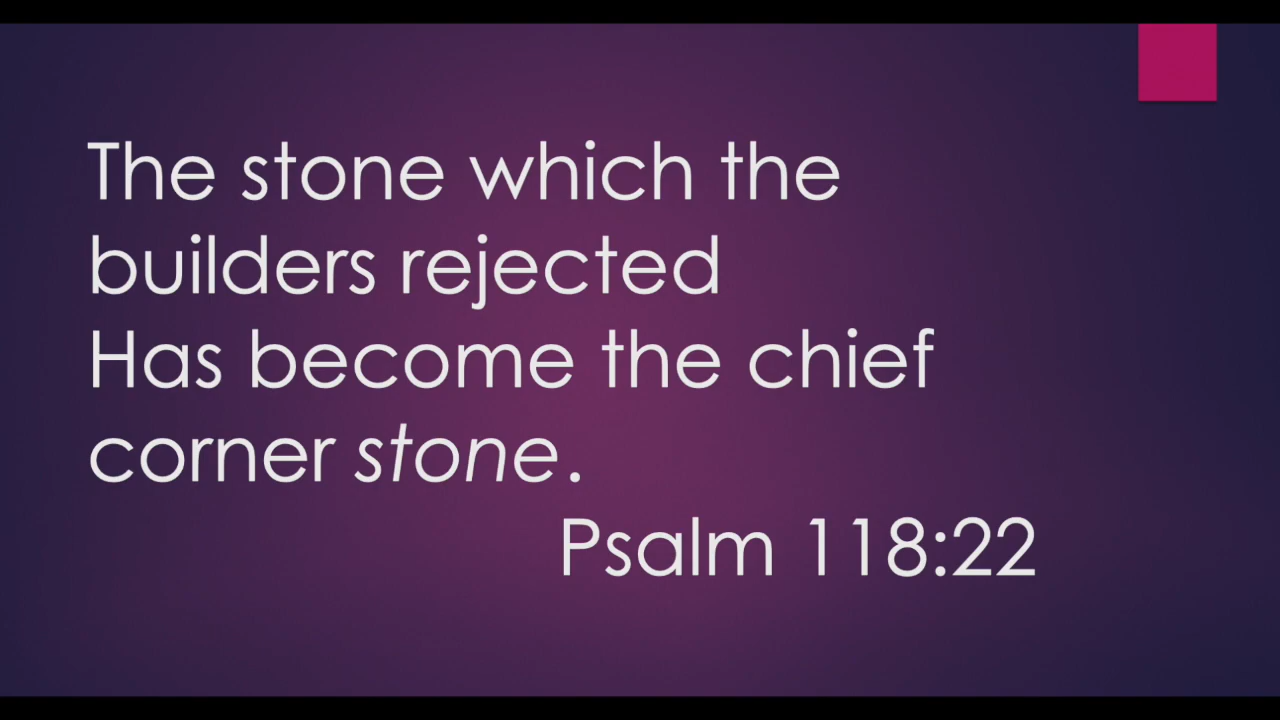 The stone which the
builders rejected
Has become the chief
corner stone.
Psalm 118:22